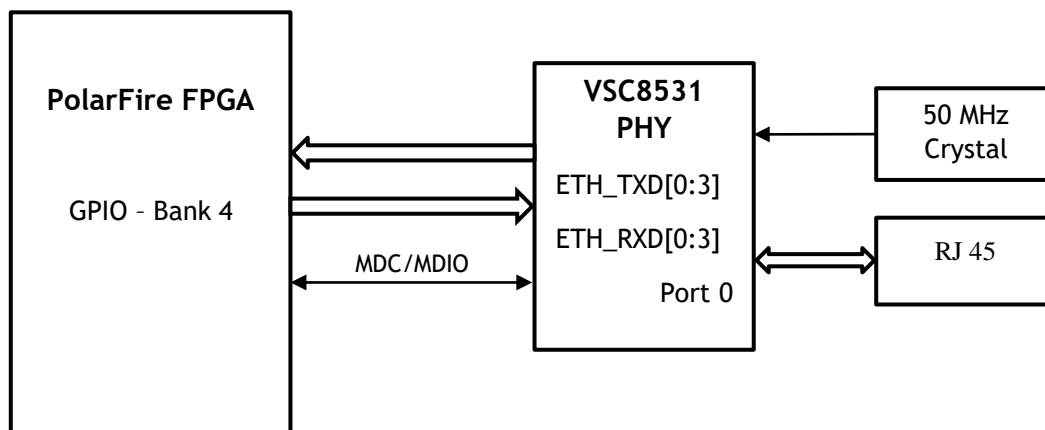 PolarFire FPGA
GPIO – Bank 4
MDC/MDIO
VSC8531
PHY
ETH_TXD[0:3]
ETH_RXD[0:3]
Port 0
50 MHz
Crystal
RJ 45